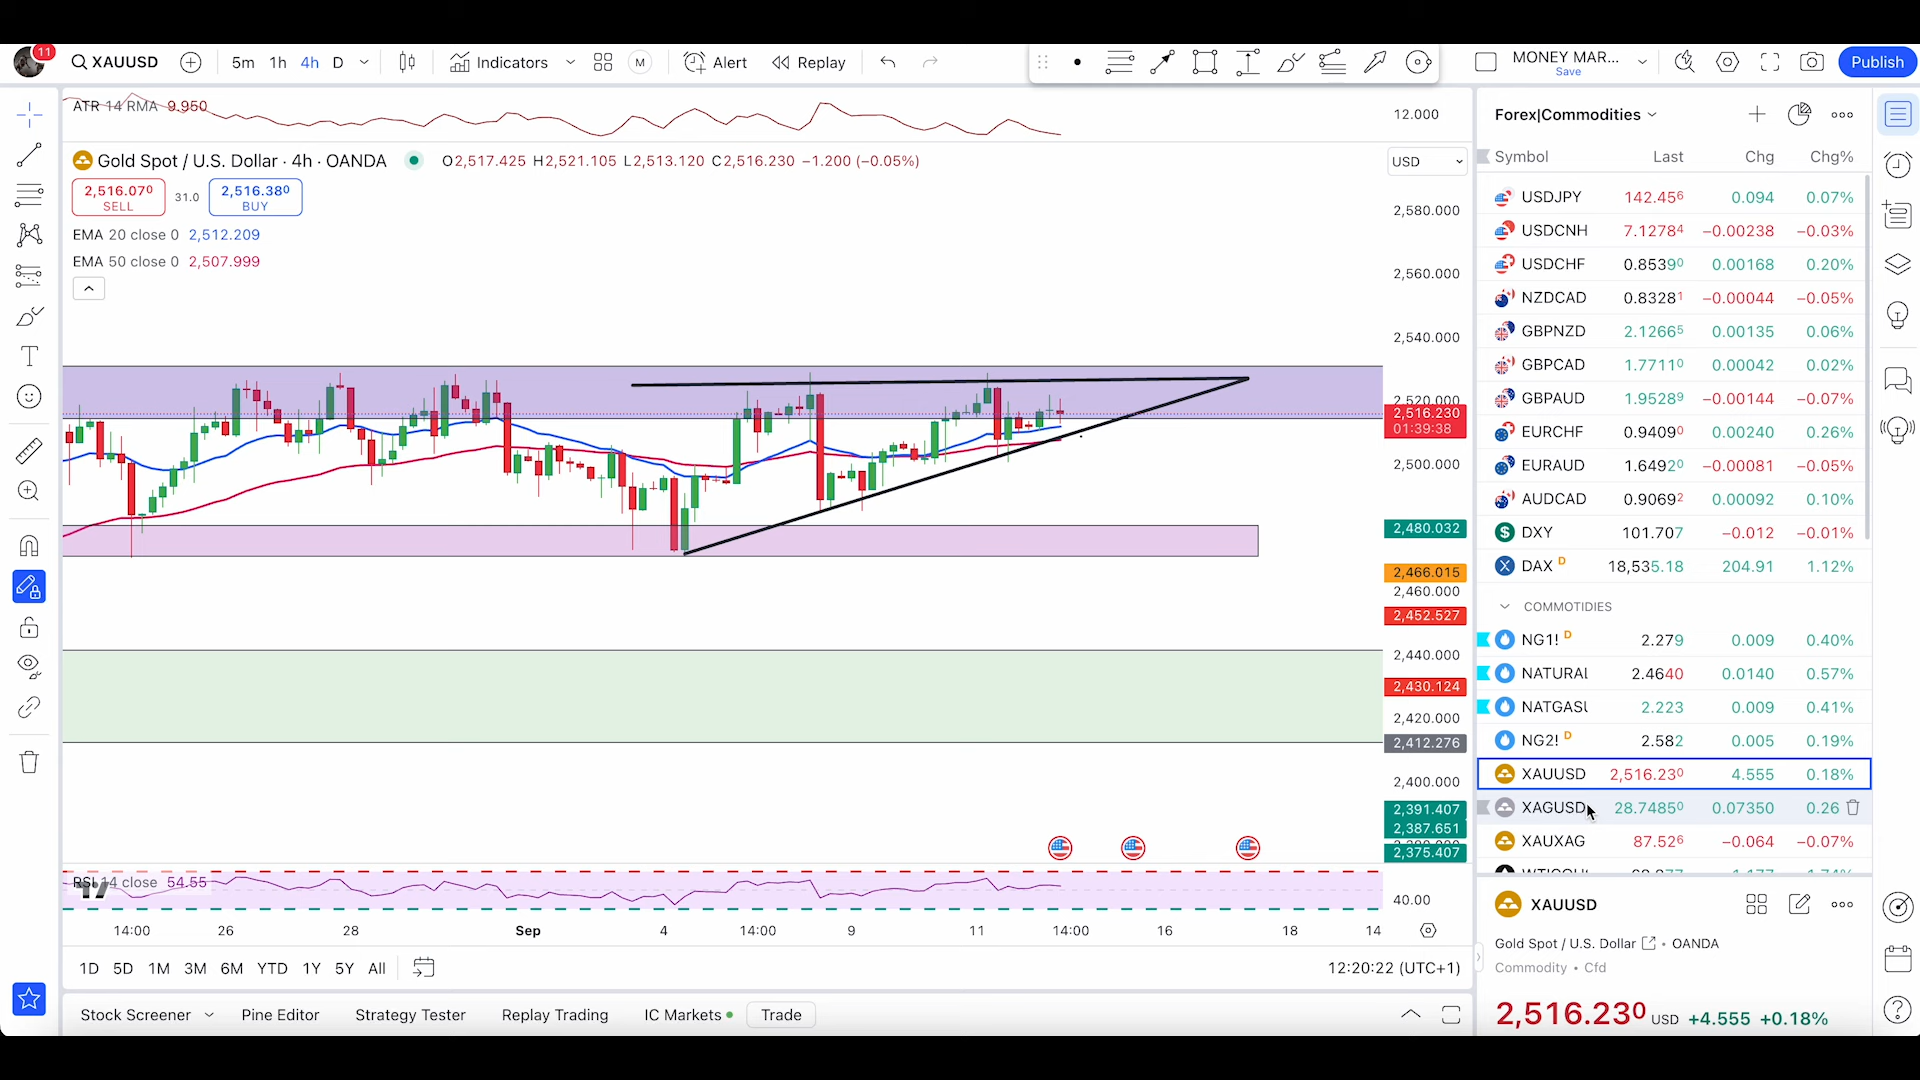 11
XAUUSD 5m 1h 4h D Indicators M Alert Replay MONEY MAR... Save Publish
ATR 14 RMA 9.950
12.000
Gold Spot / U.S. Dollar · 4h · OANDA O2,517.425 H2,521.105 L2,513.120 C2,516.230 −1.200 (−0.05%)
USD
2,516.070 SELL 31.0 2,516.380 BUY
EMA 20 close 0 2,512.209
EMA 50 close 0 2,507.999
2,580.000
2,560.000
2,540.000
2,520.000
2,516.230
01:39:38
2,500.000
2,480.032
2,466.015
2,460.000
2,452.527
2,440.000
2,430.124
2,420.000
2,412.276
2,400.000
2,391.407
2,387.651
2,375.407
RSI 14 close 54.55
40.00
14:00 26 28 Sep 4 14:00 9 11 14:00 16 18 14
1D 5D 1M 3M 6M YTD 1Y 5Y All 12:20:22 (UTC+1)
Stock Screener Pine Editor Strategy Tester Replay Trading IC Markets Trade
Forex|Commodities
Symbol Last Chg Chg%
USDJPY 142.456 0.094 0.07%
USDCNH 7.12784 −0.00238 −0.03%
USDCHF 0.85390 0.00168 0.20%
NZDCAD 0.83281 −0.00044 −0.05%
GBPNZD 2.12665 0.00135 0.06%
GBPCAD 1.77110 0.00042 0.02%
GBPAUD 1.95289 −0.00144 −0.07%
EURCHF 0.94090 0.00240 0.26%
EURAUD 1.64920 −0.00081 −0.05%
AUDCAD 0.90692 0.00092 0.10%
DXY 101.707 −0.012 −0.01%
DAX D 18,535.18 204.91 1.12%
COMMOTIDIES
NG1! D 2.279 0.009 0.40%
NATURAL 2.4640 0.0140 0.57%
NATGASU 2.223 0.009 0.41%
NG2! D 2.582 0.005 0.19%
XAUUSD 2,516.230 4.555 0.18%
XAGUSD 28.74850 0.07350 0.26
XAUXAG 87.526 −0.064 −0.07%
XAUUSD
Gold Spot / U.S. Dollar • OANDA
Commodity • Cfd
2,516.230 USD +4.555 +0.18%